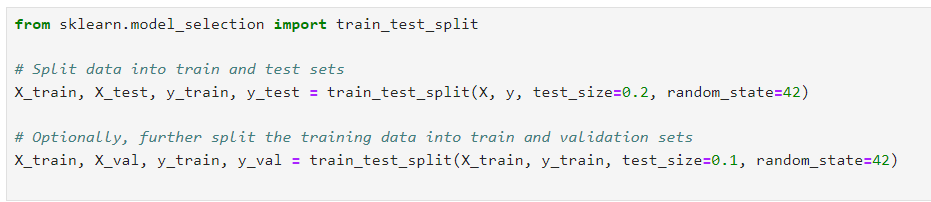 from sklearn.model_selection import train_test_split
# Split data into train and test sets
X_train, X_test, y_train, y_test = train_test_split(X, y, test_size=0.2, random_state=42)
# Optionally, further split the training data into train and validation sets
X_train, X_val, y_train, y_val = train_test_split(X_train, y_train, test_size=0.1, random_state=42)